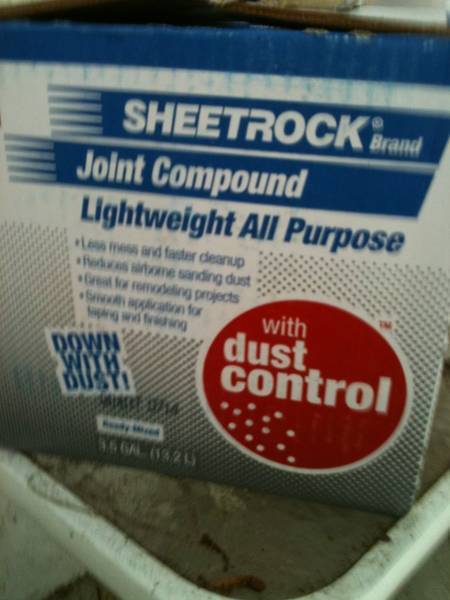 SHEETROCK® Brand
Joint Compound
Lightweight All Purpose
• Less mess and faster cleanup
• Reduces airborne sanding dust
• Great for remodeling projects
• Smooth application for
taping and finishing
with
dust
control™
DOWN
WITH
DUST!
Ready-Mixed
3.5 GAL. (13.2 L)